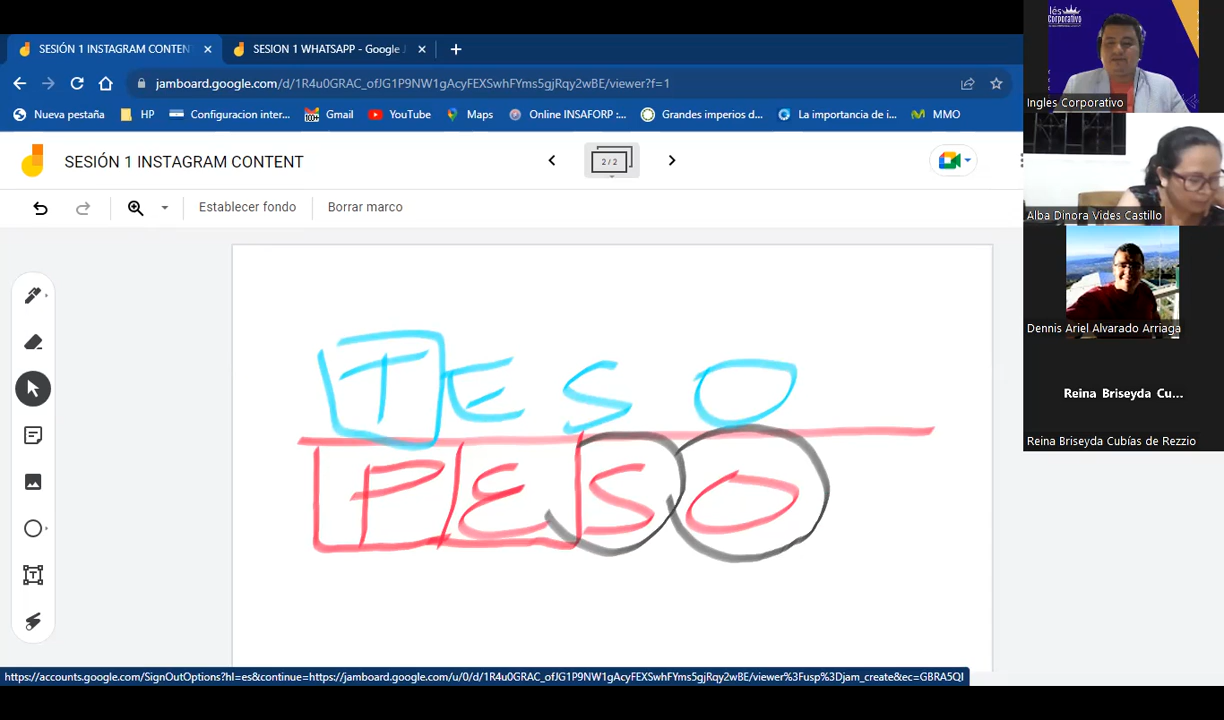 SESIÓN 1 INSTAGRAM CONTEN
SESION 1 WHATSAPP - Google J
jamboard.google.com/d/1R4u0GRAC_ofJG1P9NW1gAcyFEXSwhFYms5gjRqy2wBE/viewer?f=1
Nueva pestaña
HP
Configuracion inter...
Gmail
YouTube
Maps
Online INSAFORP :...
Grandes imperios d...
La importancia de i...
MMO
SESIÓN 1 INSTAGRAM CONTENT
2 / 2
Establecer fondo
Borrar marco
TESO
PESO
https://accounts.google.com/SignOutOptions?hl=es&continue=https://jamboard.google.com/u/0/d/1R4u0GRAC_ofJG1P9NW1gAcyFEXSwhFYms5gjRqy2wBE/viewer%3Fusp%3Djam_create&ec=GBRA5QI
lés
Corporativo
Ingles Corporativo
Alba Dinora Vides Castillo
Dennis Ariel Alvarado Arriaga
Reina Briseyda Cu...
Reina Briseyda Cubías de Rezzio